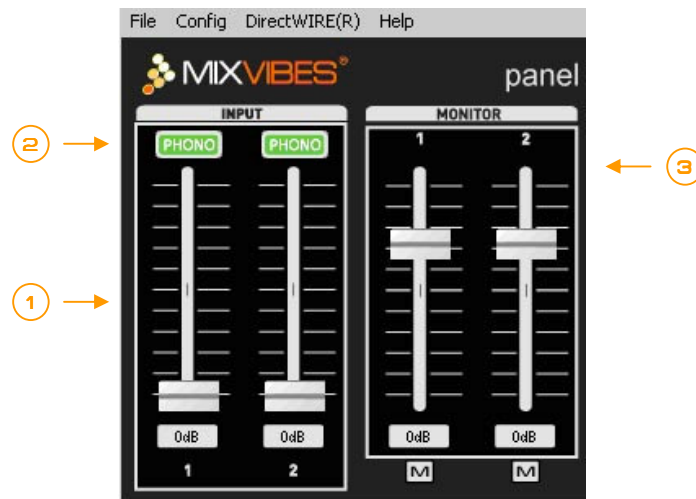 File Config DirectWIRE(R) Help
MIXVIBES® panel
INPUT MONITOR
2 PHONO PHONO 1 2 3
1
0dB 0dB 0dB 0dB
1 2 M M